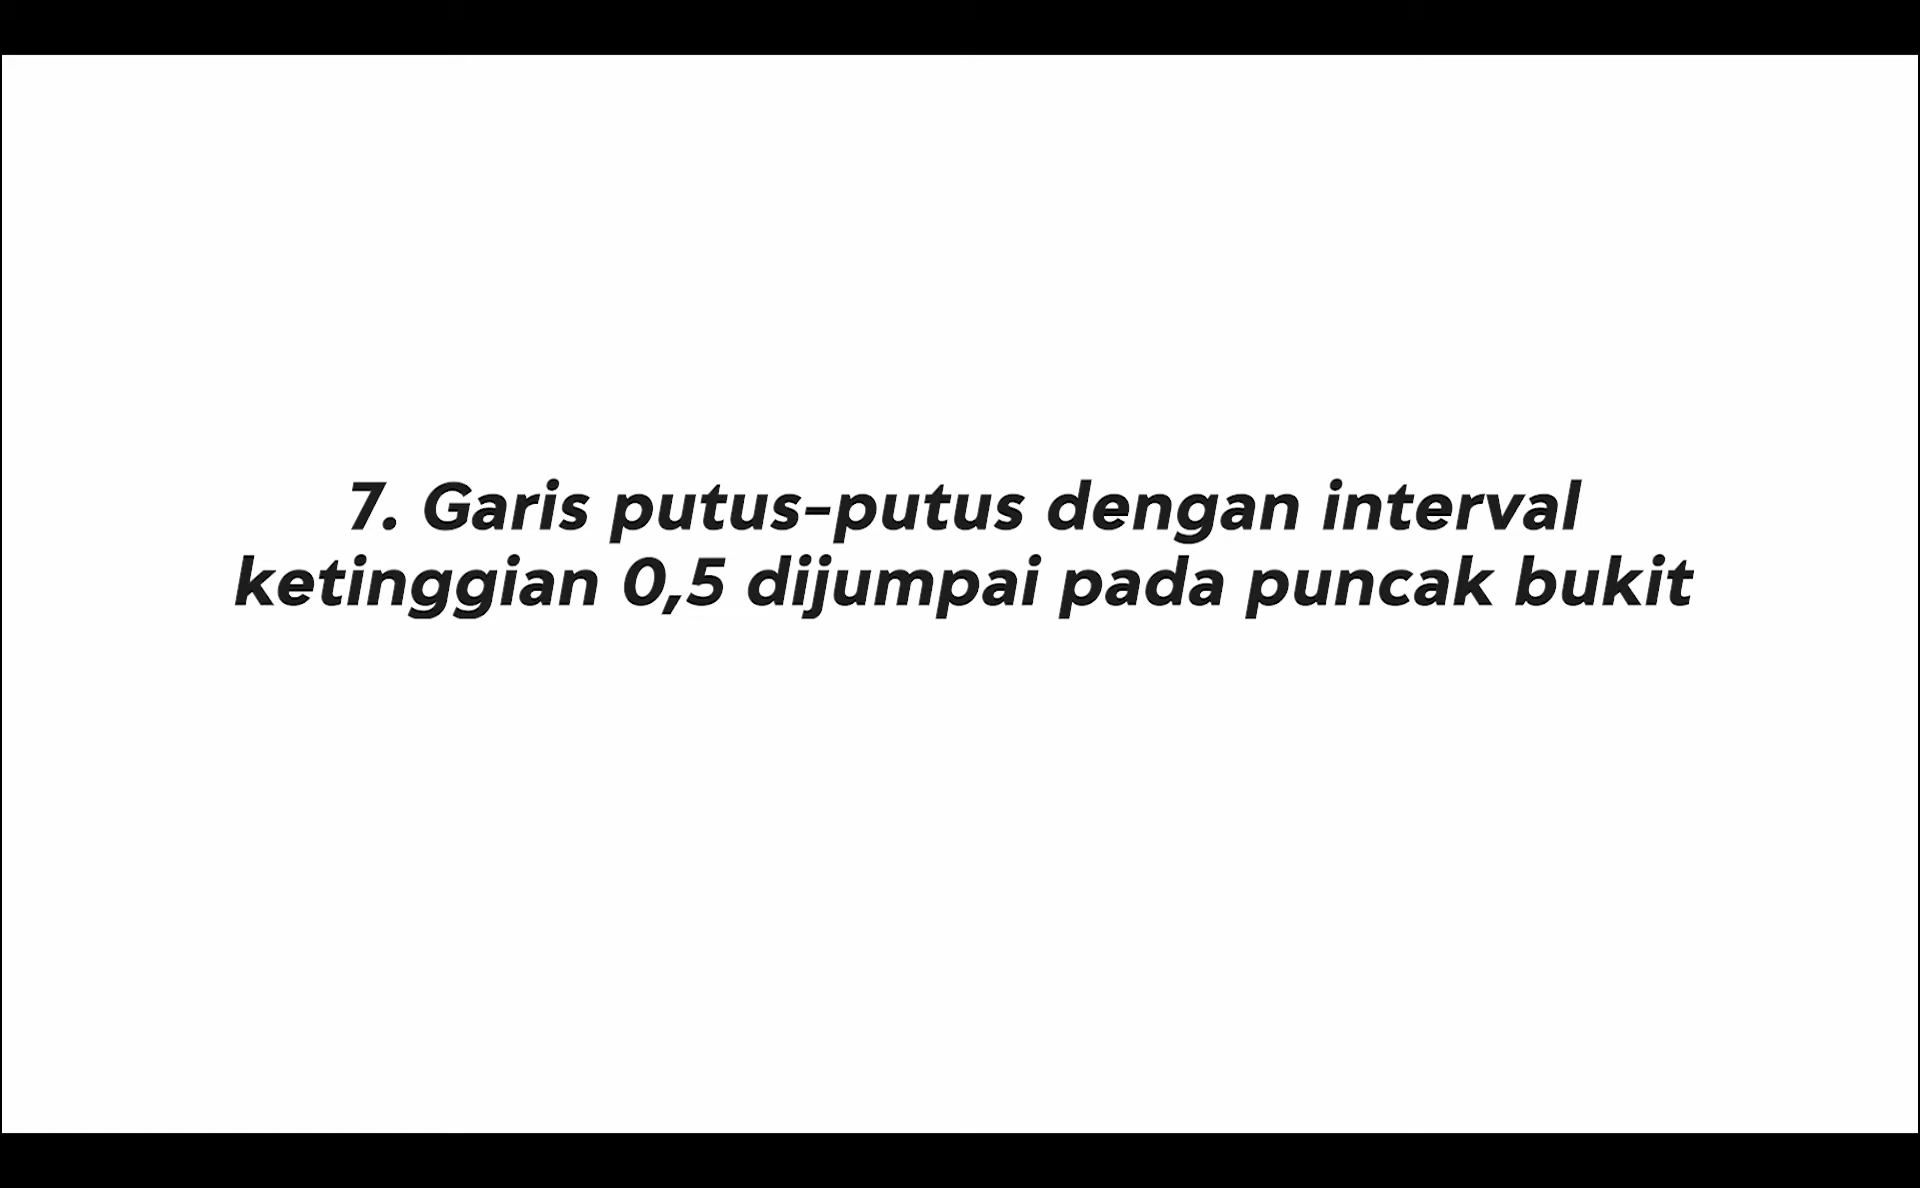 7. Garis putus-putus dengan interval
ketinggian 0,5 dijumpai pada puncak bukit